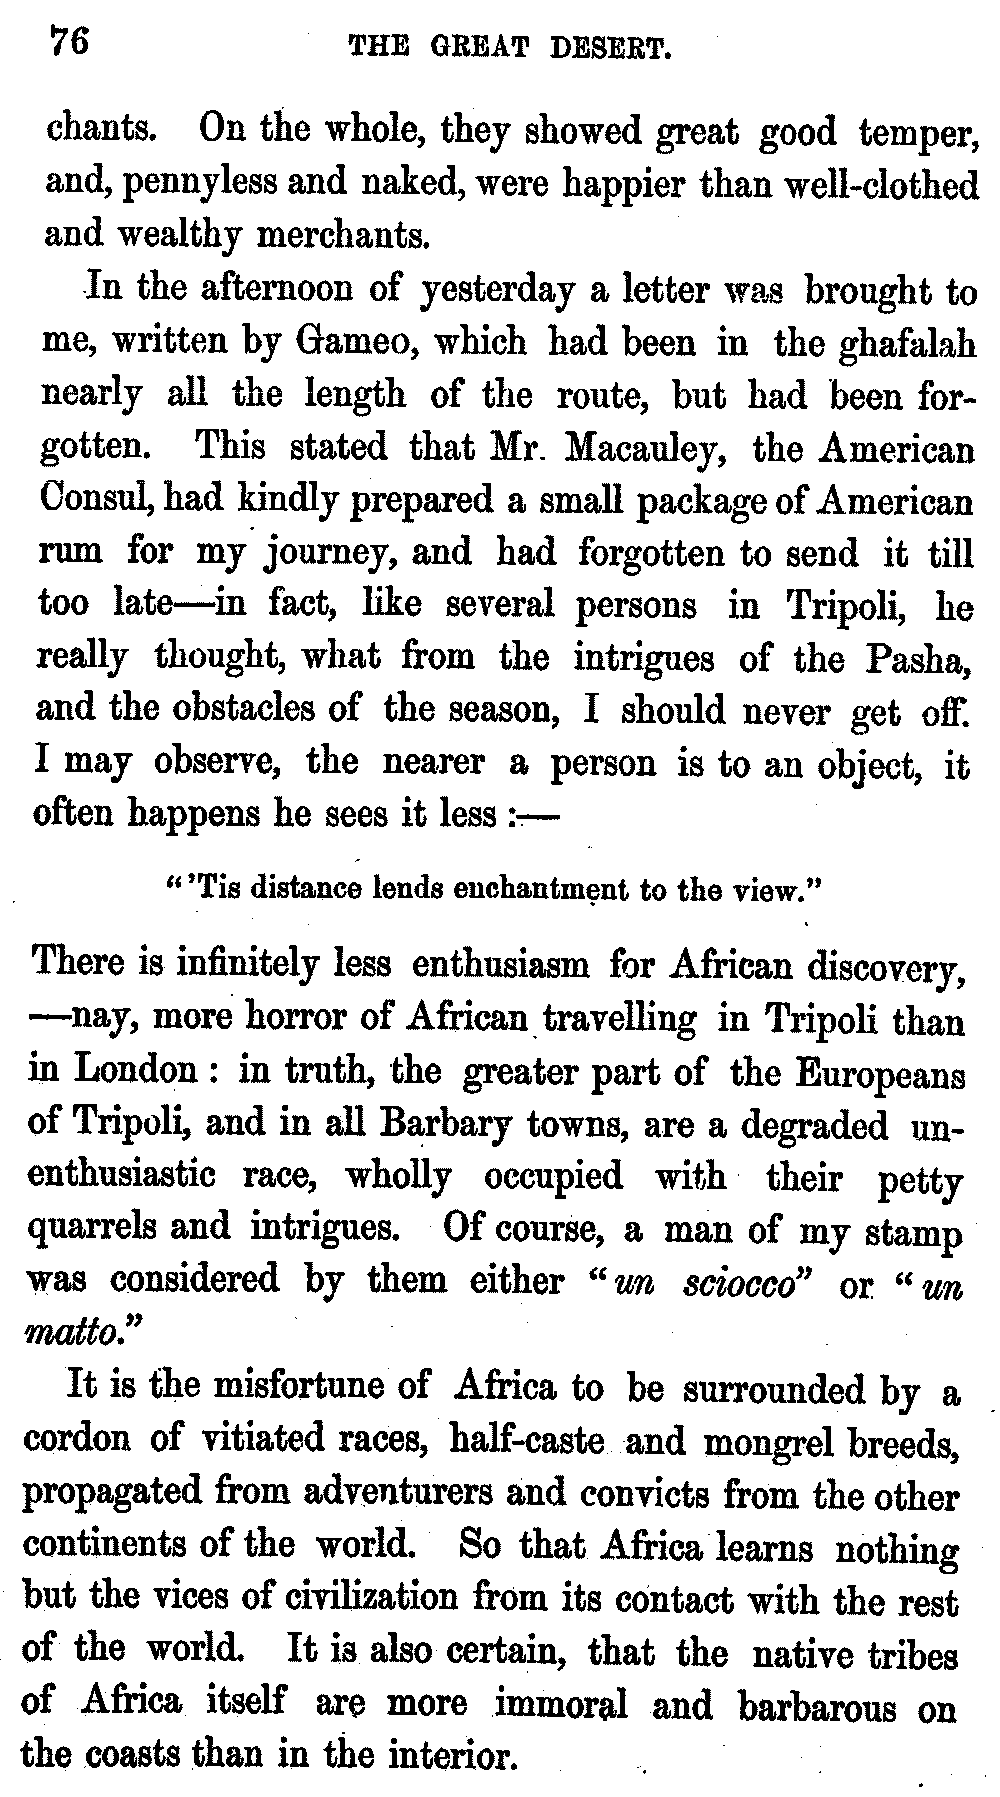 76 THE GREAT DESERT.
chants. On the whole, they showed great good temper,
and, pennyless and naked, were happier than well-clothed
and wealthy merchants.
In the afternoon of yesterday a letter was brought to
me, written by Gameo, which had been in the ghafalah
nearly all the length of the route, but had been for-
gotten. This stated that Mr. Macauley, the American
Consul, had kindly prepared a small package of American
rum for my journey, and had forgotten to send it till
too late—in fact, like several persons in Tripoli, he
really thought, what from the intrigues of the Pasha,
and the obstacles of the season, I should never get off.
I may observe, the nearer a person is to an object, it
often happens he sees it less :—
"'Tis distance lends enchantment to the view."
There is infinitely less enthusiasm for African discovery,
—nay, more horror of African travelling in Tripoli than
in London : in truth, the greater part of the Europeans
of Tripoli, and in all Barbary towns, are a degraded un-
enthusiastic race, wholly occupied with their petty
quarrels and intrigues. Of course, a man of my stamp
was considered by them either "un sciocco" or "un
matto."
It is the misfortune of Africa to be surrounded by a
cordon of vitiated races, half-caste and mongrel breeds,
propagated from adventurers and convicts from the other
continents of the world. So that Africa learns nothing
but the vices of civilization from its contact with the rest
of the world. It is also certain, that the native tribes
of Africa itself are more immoral and barbarous on
the coasts than in the interior.